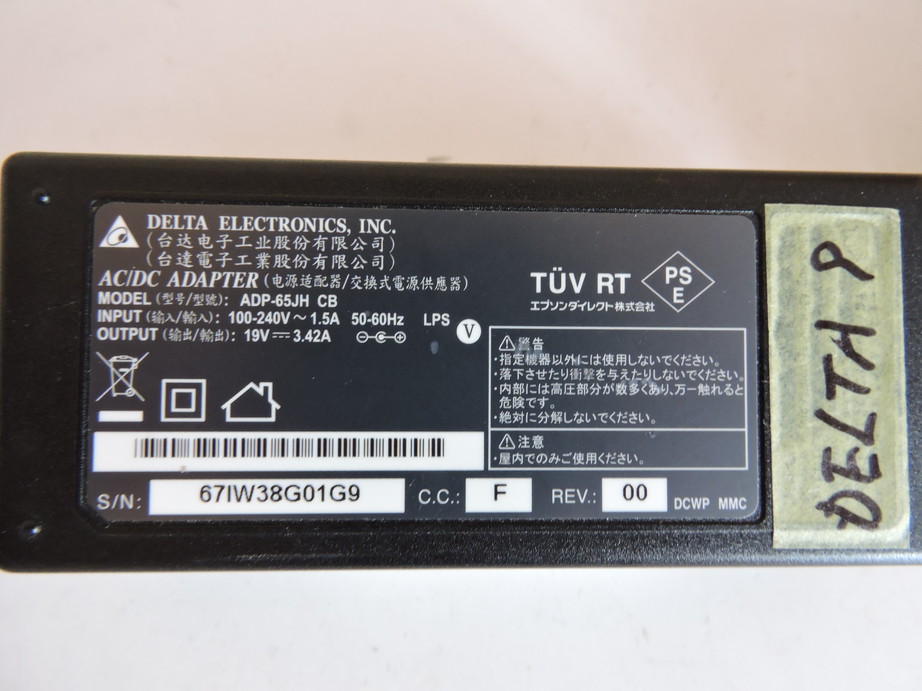 DELTA ELECTRONICS, INC.
(台达电子工业股份有限公司)
(台達電子工業股份有限公司)
AC/DC ADAPTER (电源适配器/交換式電源供應器)
MODEL (型号/型號): ADP-65JH CB
INPUT (输入/輸入): 100-240V~1.5A 50-60Hz LPS
OUTPUT (输出/輸出): 19V⎓3.42A
V
TÜV RT
エプソンダイレクト株式会社
PS
E
⚠警告
・指定機器以外には使用しないでください。
・落下させたり衝撃を与えたりしないでください。
・内部には高圧部分が数多くあり、万一触れると
危険です。
・絶対に分解しないでください。
⚠注意
・屋内でのみご使用ください。
S/N: 67IW38G01G9 C.C.: F REV.: 00 DCWP MMC
DELTA P